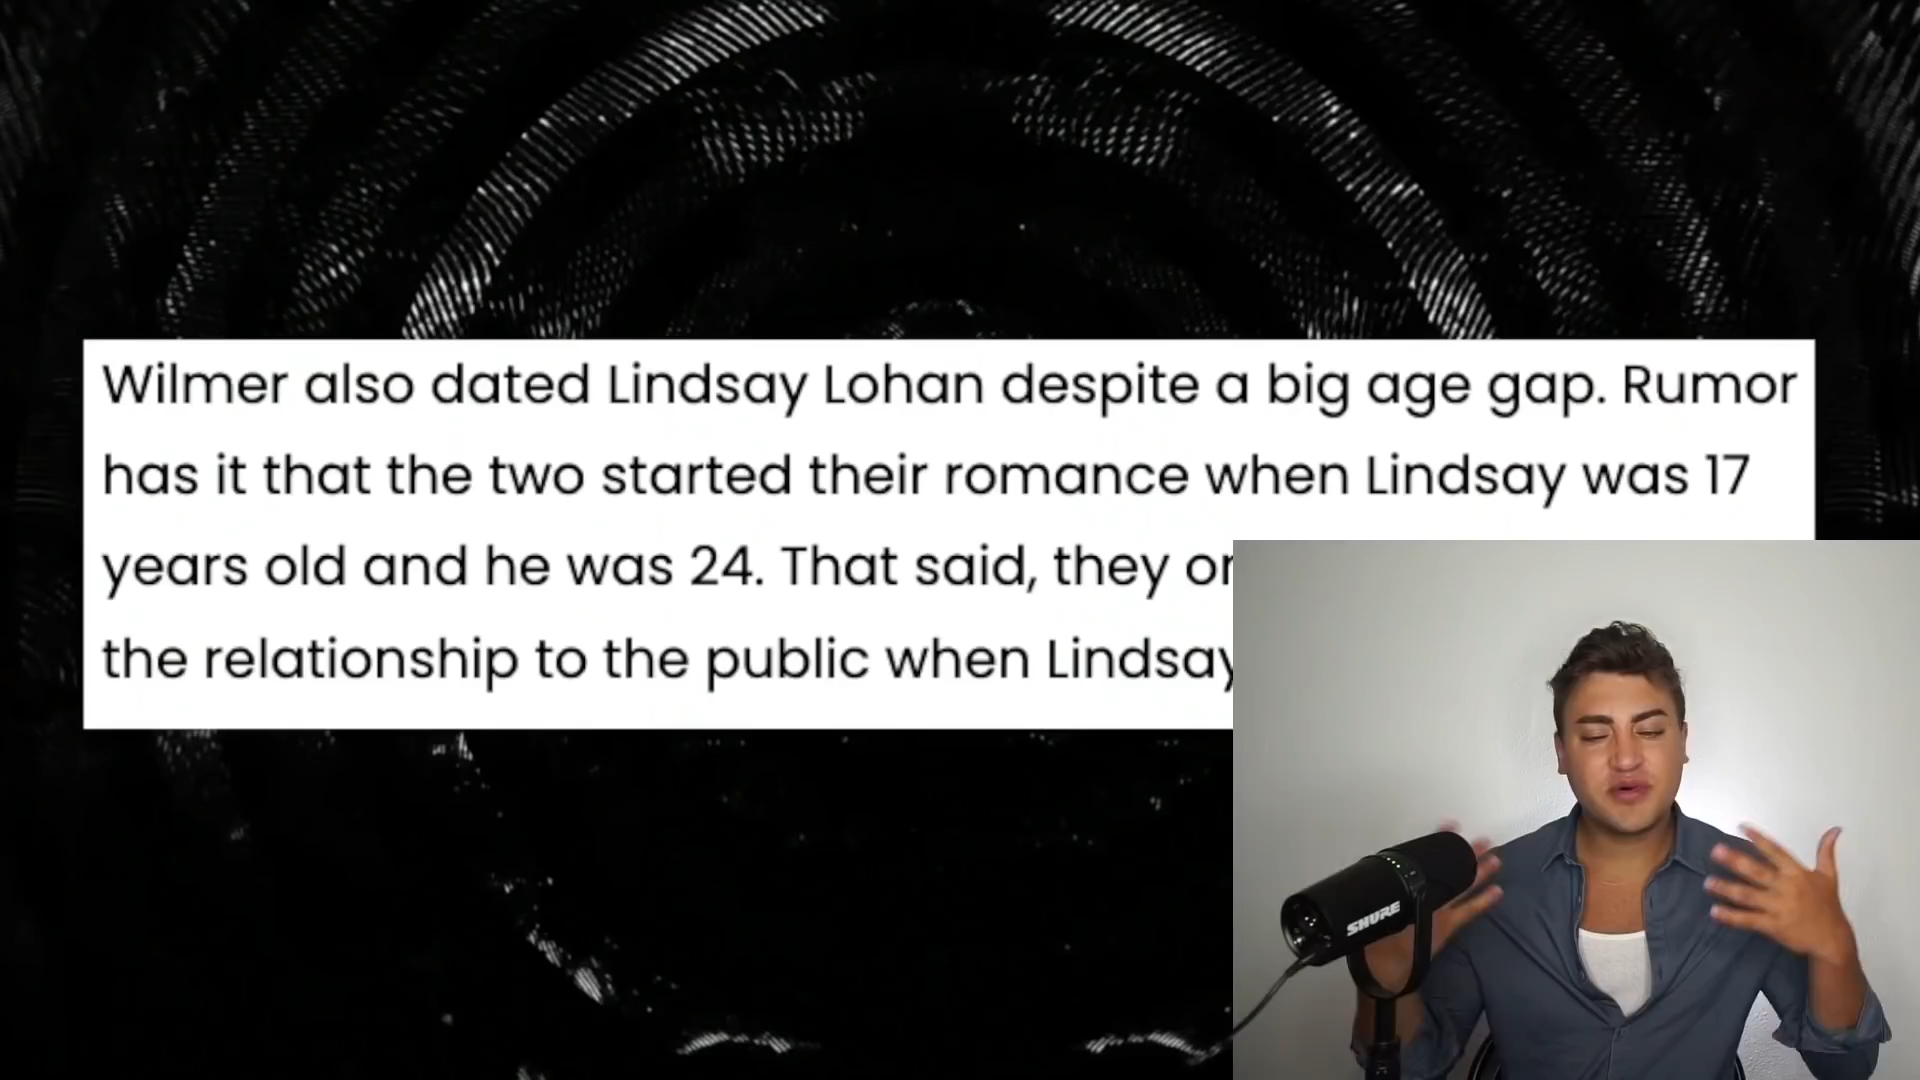 Wilmer also dated Lindsay Lohan despite a big age gap. Rumor
has it that the two started their romance when Lindsay was 17
years old and he was 24. That said, they
the relationship to the public when Lindsay
SHURE